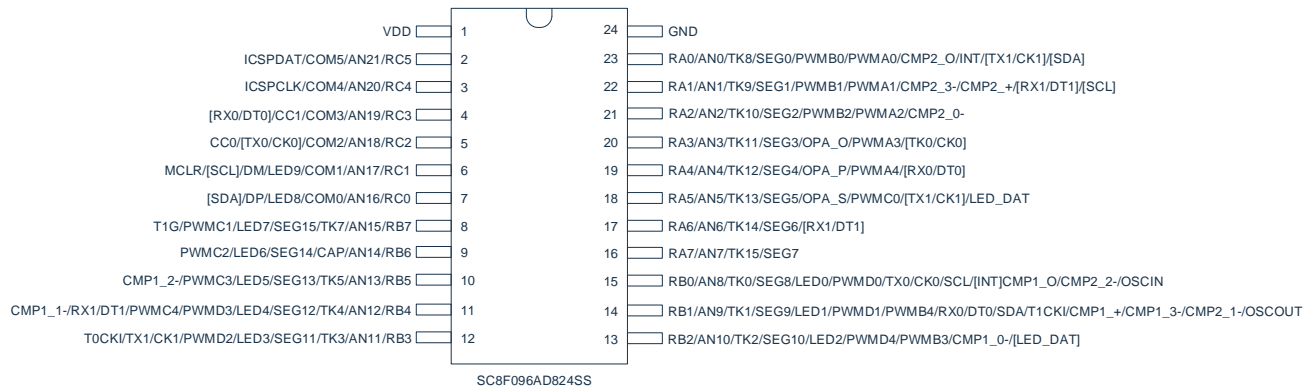 VDD 1 24 GND
ICSPDAT/COM5/AN21/RC5 2 23 RA0/AN0/TK8/SEG0/PWMB0/PWMA0/CMP2_O/INT/[TX1/CK1]/[SDA]
ICSPCLK/COM4/AN20/RC4 3 22 RA1/AN1/TK9/SEG1/PWMB1/PWMA1/CMP2_3-/CMP2_+/[RX1/DT1]/[SCL]
[RX0/DT0]/CC1/COM3/AN19/RC3 4 21 RA2/AN2/TK10/SEG2/PWMB2/PWMA2/CMP2_0-
CC0/[TX0/CK0]/COM2/AN18/RC2 5 20 RA3/AN3/TK11/SEG3/OPA_O/PWMA3/[TK0/CK0]
MCLR/[SCL]/DM/LED9/COM1/AN17/RC1 6 19 RA4/AN4/TK12/SEG4/OPA_P/PWMA4/[RX0/DT0]
[SDA]/DP/LED8/COM0/AN16/RC0 7 18 RA5/AN5/TK13/SEG5/OPA_S/PWMC0/[TX1/CK1]/LED_DAT
T1G/PWMC1/LED7/SEG15/TK7/AN15/RB7 8 17 RA6/AN6/TK14/SEG6/[RX1/DT1]
PWMC2/LED6/SEG14/CAP/AN14/RB6 9 16 RA7/AN7/TK15/SEG7
CMP1_2-/PWMC3/LED5/SEG13/TK5/AN13/RB5 10 15 RB0/AN8/TK0/SEG8/LED0/PWMD0/TX0/CK0/SCL/[INT]CMP1_O/CMP2_2-/OSCIN
CMP1_1-/RX1/DT1/PWMC4/PWMD3/LED4/SEG12/TK4/AN12/RB4 11 14 RB1/AN9/TK1/SEG9/LED1/PWMD1/PWMB4/RX0/DT0/SDA/T1CKI/CMP1_+/CMP1_3-/CMP2_1-/OSCOUT
T0CKI/TX1/CK1/PWMD2/LED3/SEG11/TK3/AN11/RB3 12 13 RB2/AN10/TK2/SEG10/LED2/PWMD4/PWMB3/CMP1_0-/[LED_DAT]
SC8F096AD824SS